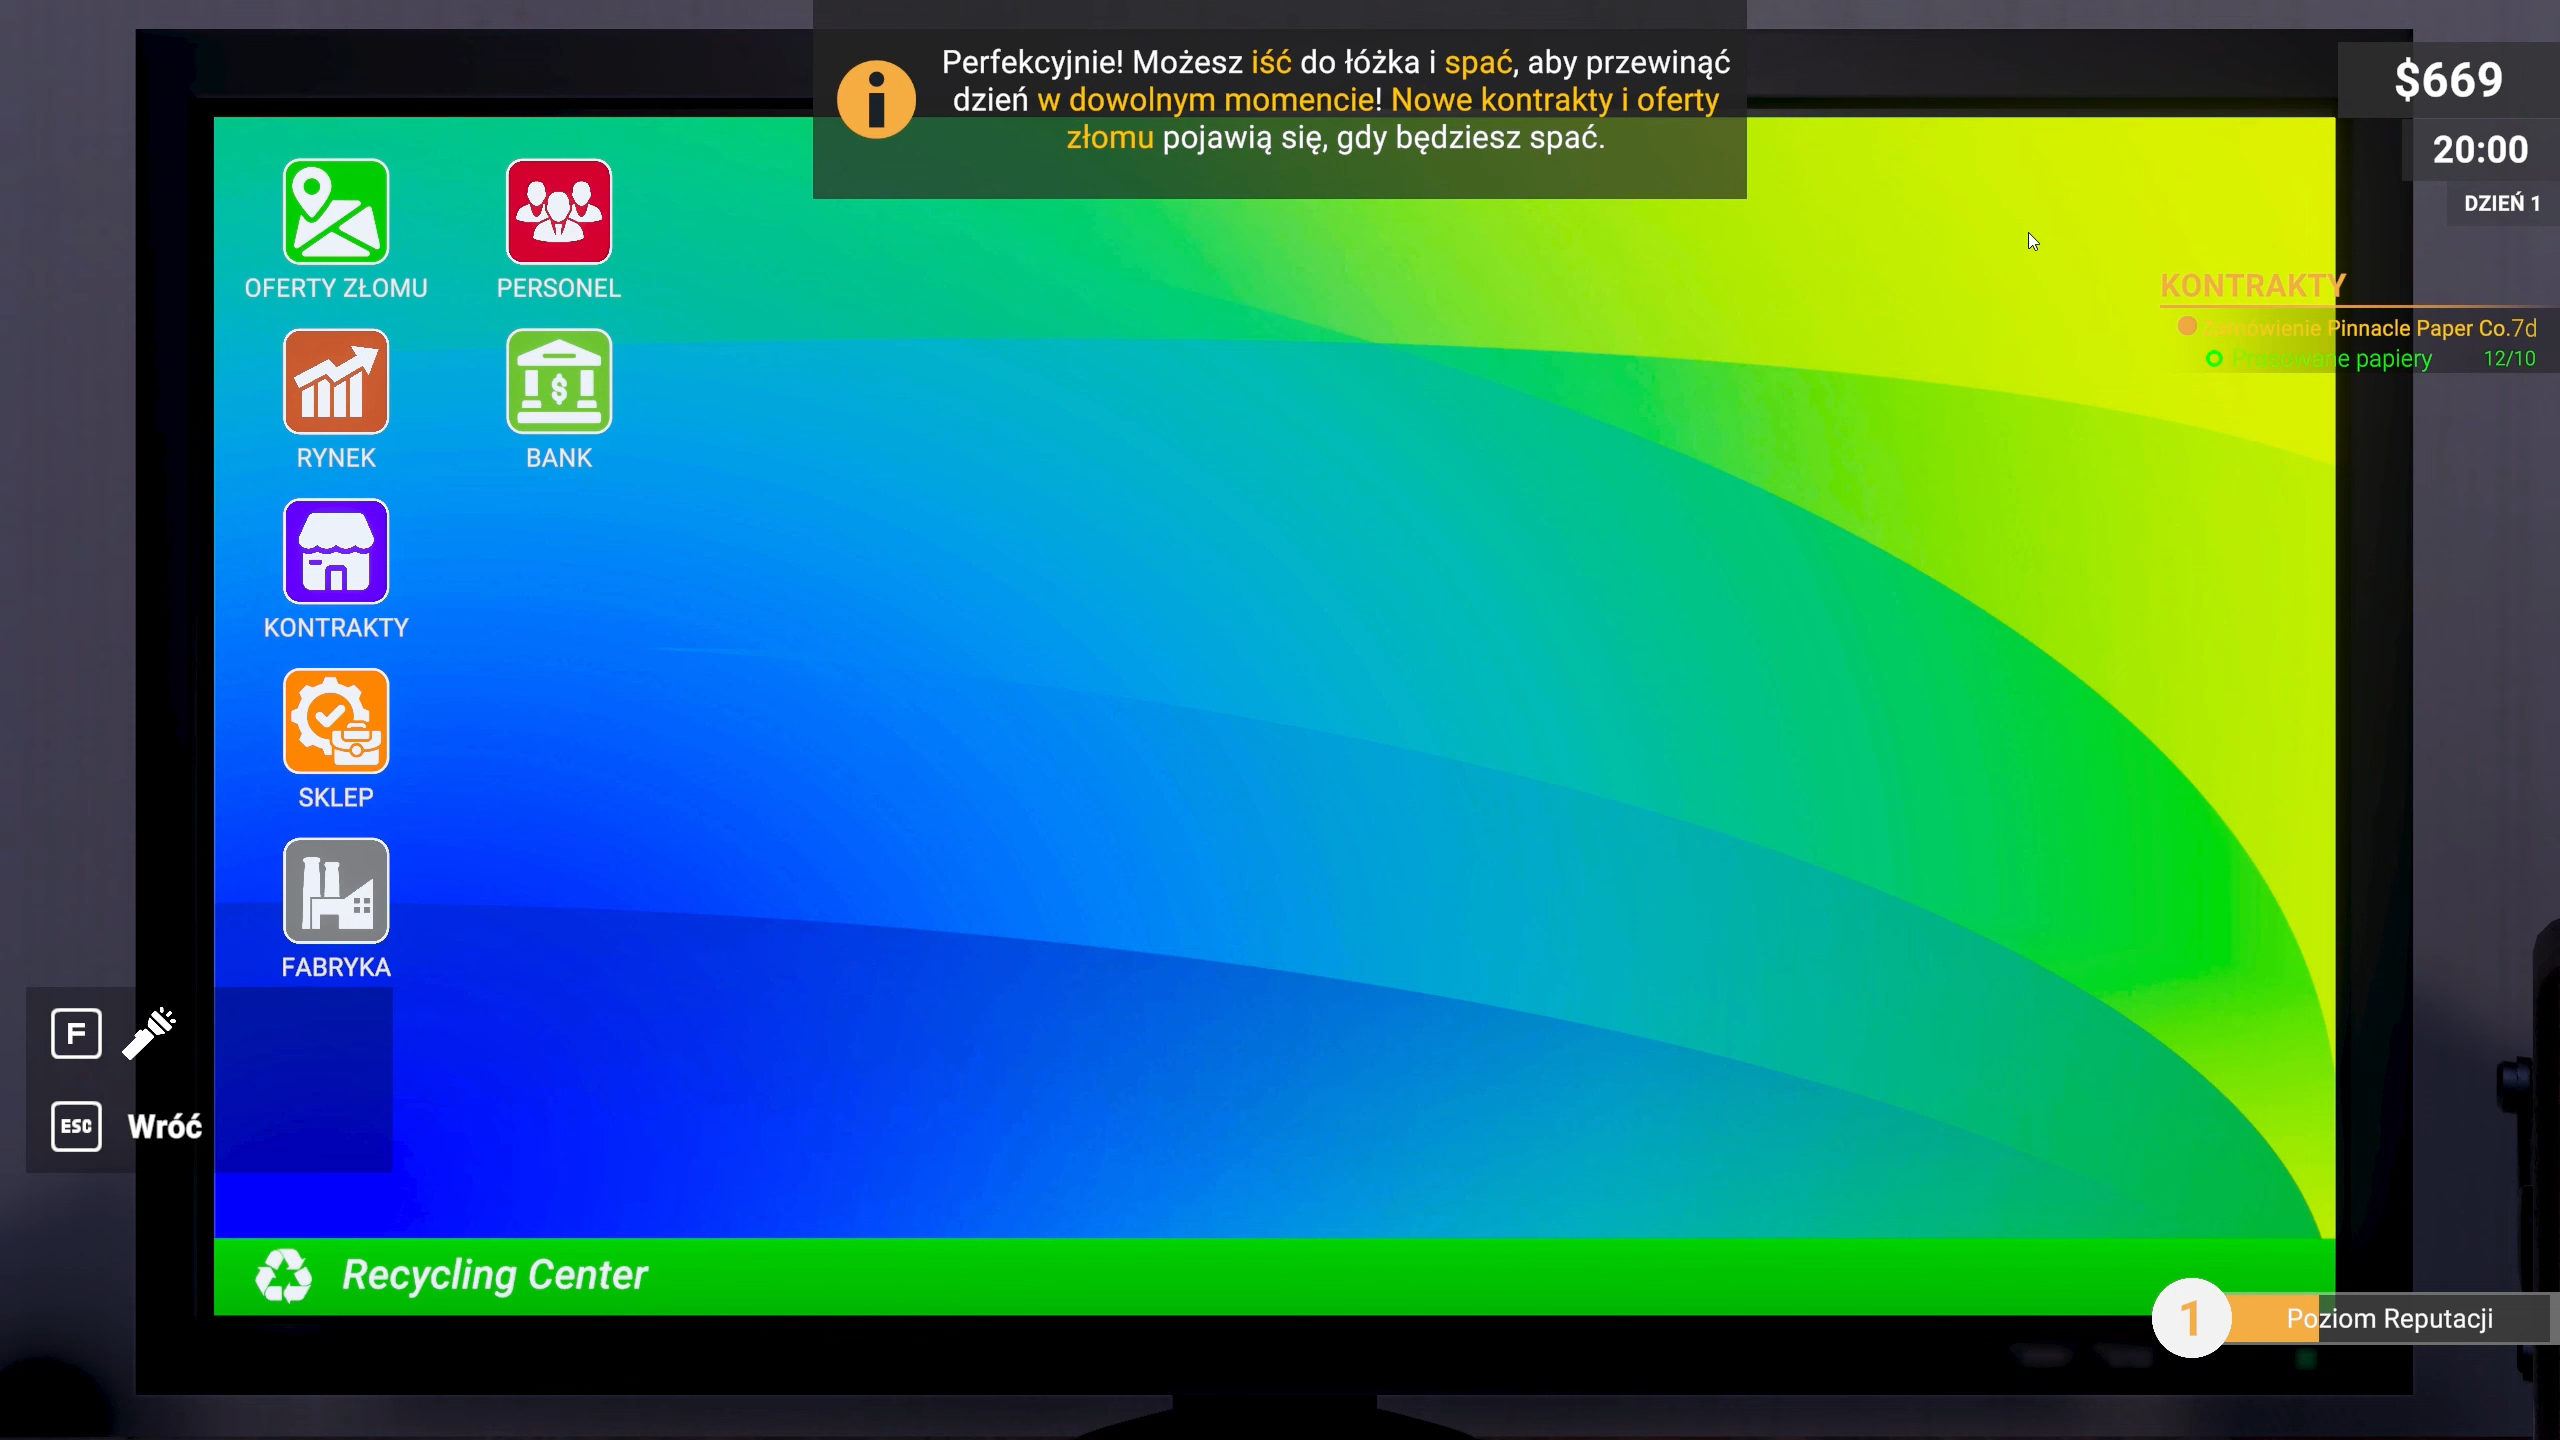 Perfekcyjnie! Możesz iść do łóżka i spać, aby przewinąć
dzień w dowolnym momencie! Nowe kontrakty i oferty
złomu pojawią się, gdy będziesz spać.
$669
20:00
DZIEŃ 1
OFERTY ZŁOMU
PERSONEL
KONTRAKTY
Zamówienie Pinnacle Paper Co. 7d
Prasowane papiery 12/10
RYNEK
BANK
KONTRAKTY
SKLEP
FABRYKA
F
ESC Wróć
Recycling Center
1 Poziom Reputacji